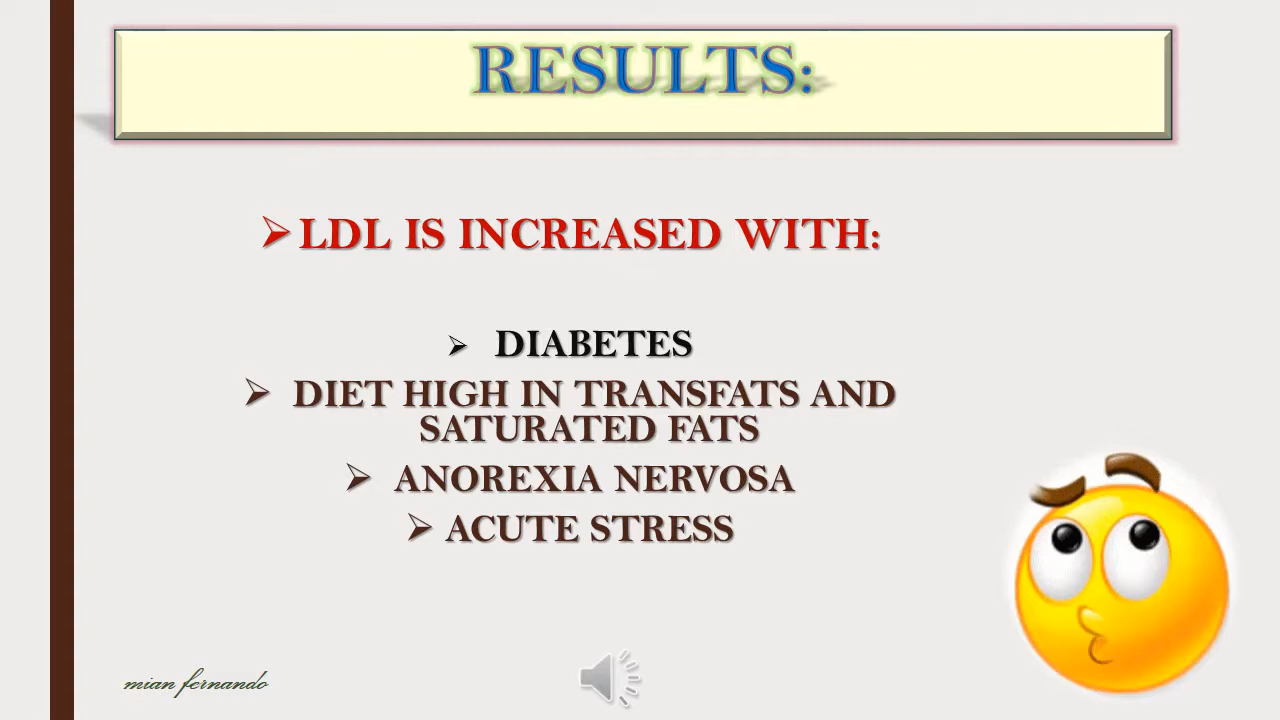 RESULTS:
➢ LDL IS INCREASED WITH:
➢ DIABETES
➢ DIET HIGH IN TRANSFATS AND
SATURATED FATS
➢ ANOREXIA NERVOSA
➢ ACUTE STRESS
mian fernando